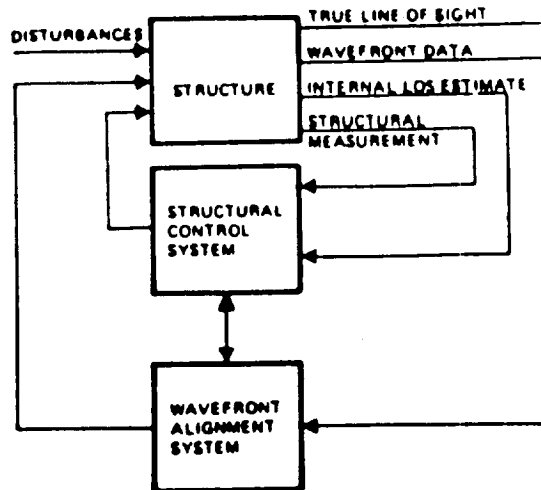 TRUE LINE OF SIGHT
DISTURBANCES
WAVEFRONT DATA
STRUCTURE
INTERNAL LOS ESTIMATE
STRUCTURAL
MEASUREMENT
STRUCTURAL
CONTROL
SYSTEM
WAVEFRONT
ALIGNMENT
SYSTEM